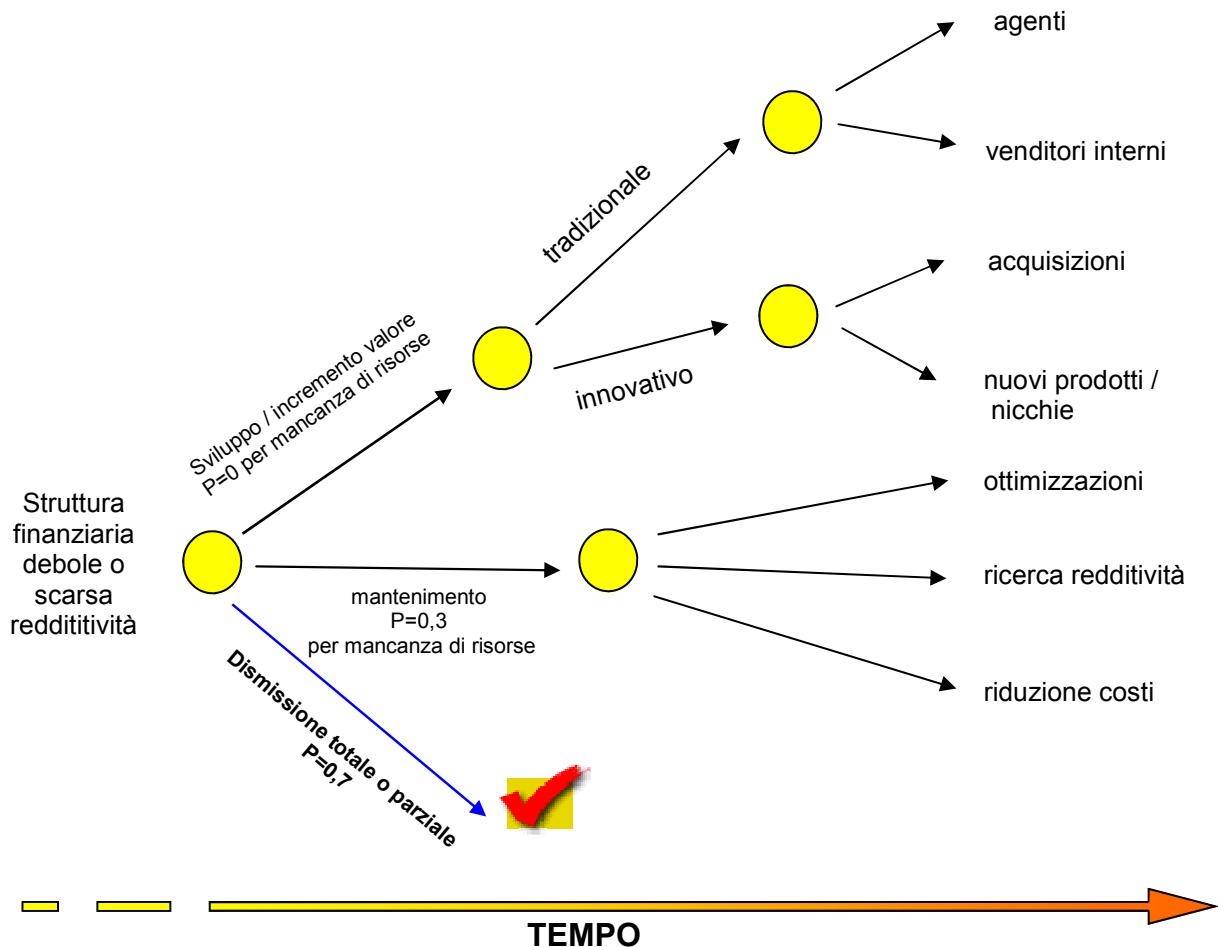 agenti
venditori interni
tradizionale
acquisizioni
innovativo
nuovi prodotti /
nicchie
Sviluppo / incremento valore
P=0 per mancanza di risorse
ottimizzazioni
Struttura
finanziaria
debole o
scarsa
reddititività
ricerca redditività
mantenimento
P=0,3
per mancanza di risorse
riduzione costi
Dismissione totale o parziale
P=0,7
TEMPO